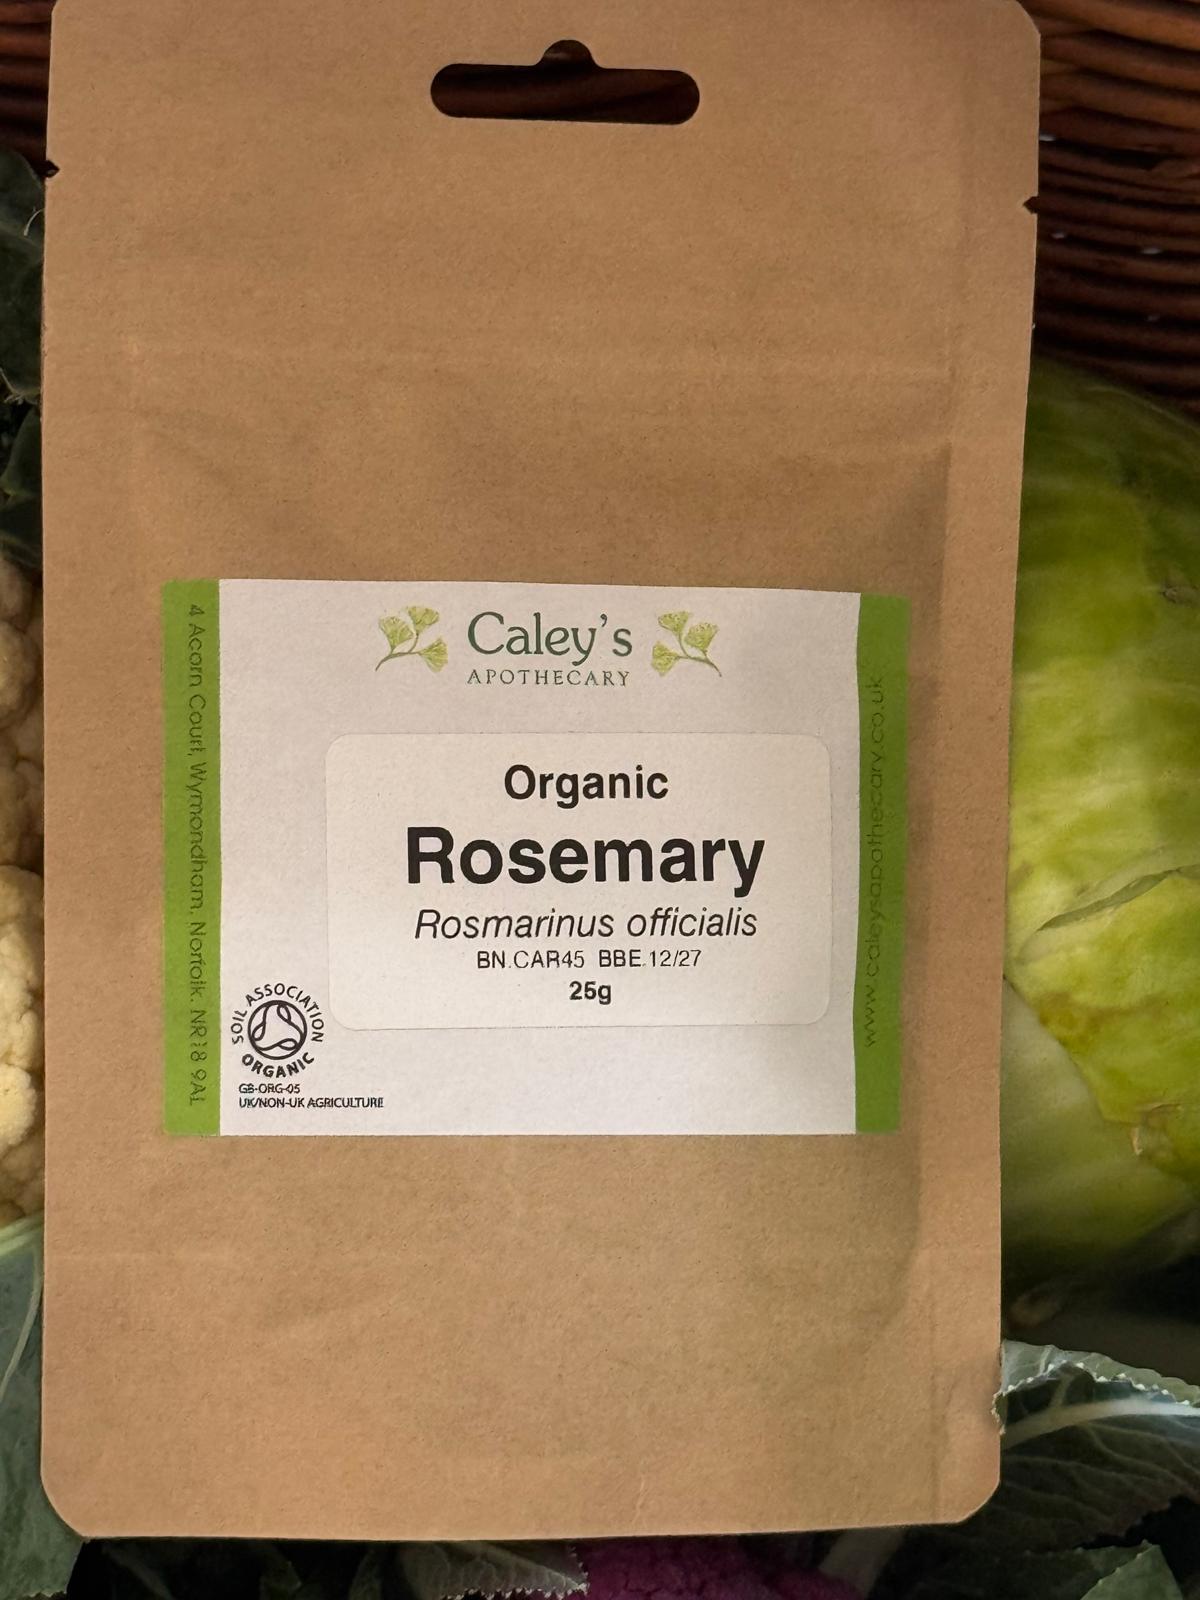 Caley's
APOTHECARY
Organic
Rosemary
Rosmarinus officialis
BN.CAR45 BBE.12/27
25g
SOIL ASSOCIATION
ORGANIC
GB-ORG-05
UK/NON-UK AGRICULTURE
4 Acorn Court, Wymondham, Norfolk. NR18 9AL
www.caleysapothecary.co.uk